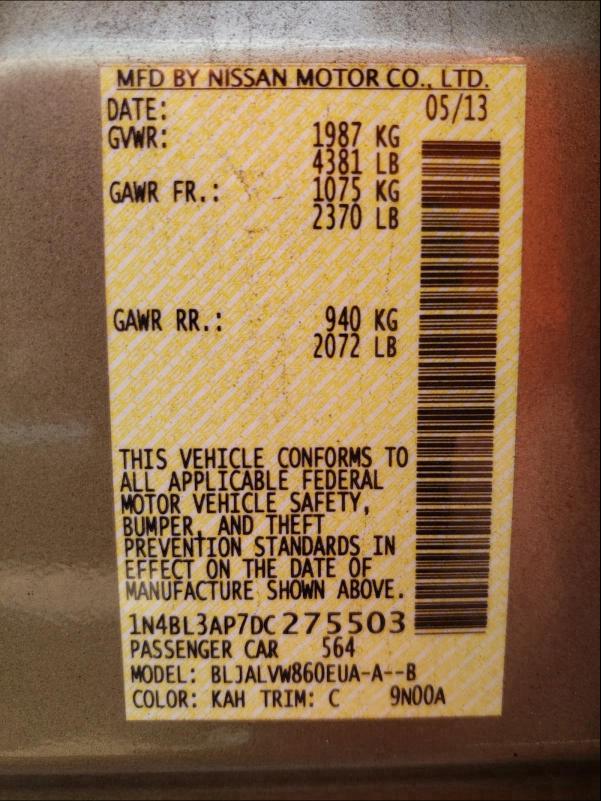 MFD BY NISSAN MOTOR CO., LTD.
DATE: 05/13
GVWR: 1987 KG
4381 LB
GAWR FR.: 1075 KG
2370 LB
GAWR RR.: 940 KG
2072 LB
THIS VEHICLE CONFORMS TO
ALL APPLICABLE FEDERAL
MOTOR VEHICLE SAFETY,
BUMPER, AND THEFT
PREVENTION STANDARDS IN
EFFECT ON THE DATE OF
MANUFACTURE SHOWN ABOVE.
1N4BL3AP7DC275503
PASSENGER CAR 564
MODEL: BLJALVW860EUA-A--B
COLOR: KAH TRIM: C 9N00A